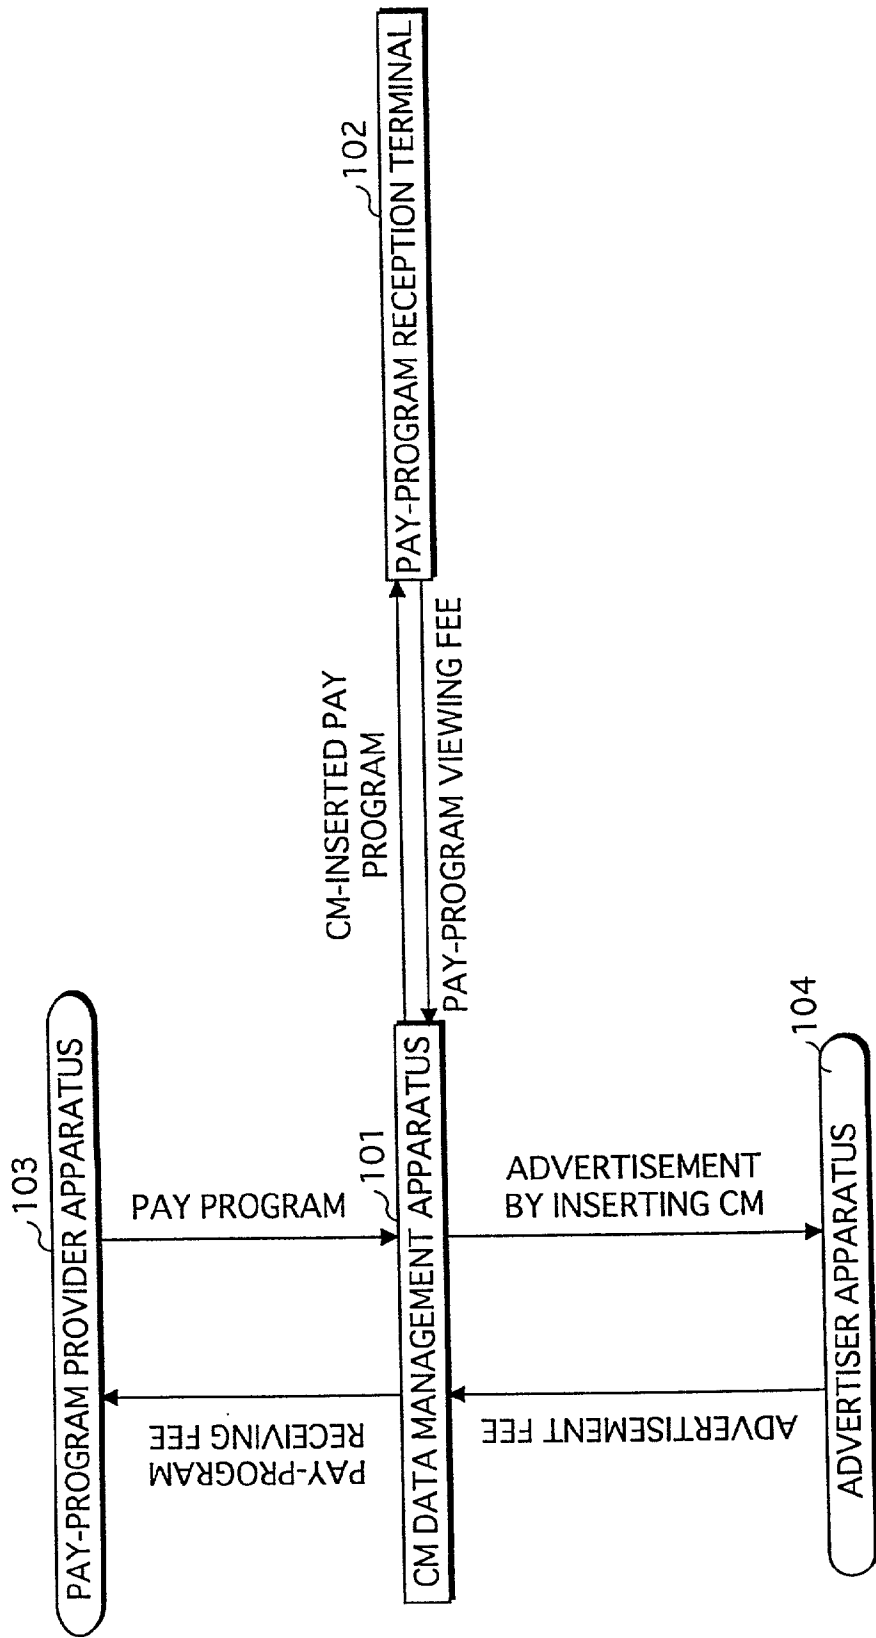 103
PAY-PROGRAM PROVIDER APPARATUS
PAY PROGRAM
PAY-PROGRAM
RECEIVING FEE
101
CM DATA MANAGEMENT APPARATUS
CM-INSERTED PAY
PROGRAM
PAY-PROGRAM VIEWING FEE
102
PAY-PROGRAM RECEPTION TERMINAL
ADVERTISEMENT
BY INSERTING CM
ADVERTISEMENT FEE
104
ADVERTISER APPARATUS